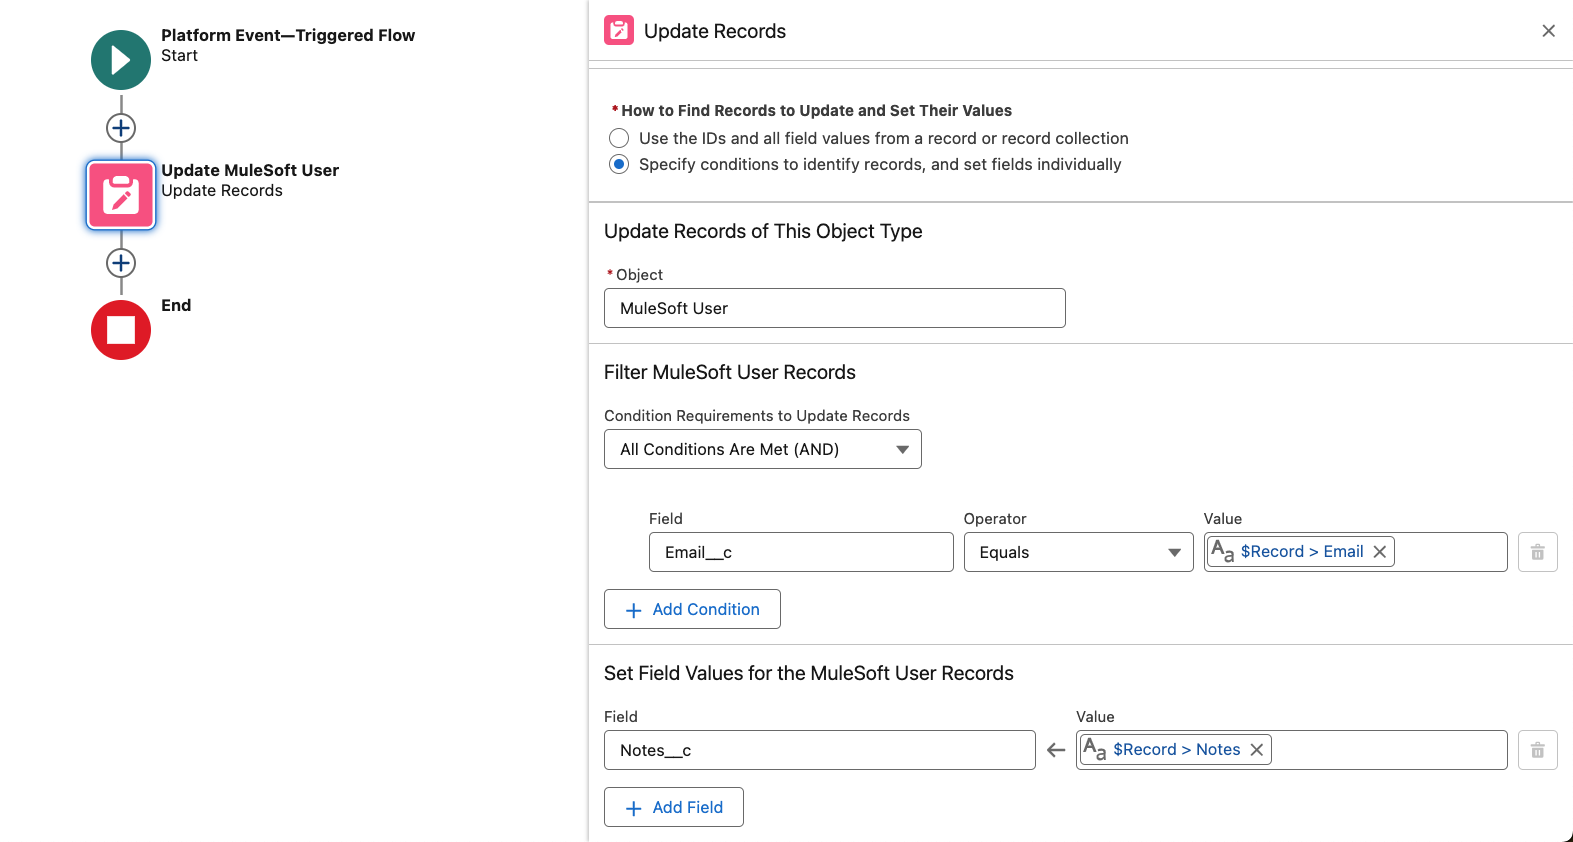 Platform Event—Triggered Flow
Start
Update MuleSoft User
Update Records
End
Update Records
* How to Find Records to Update and Set Their Values
Use the IDs and all field values from a record or record collection
Specify conditions to identify records, and set fields individually
Update Records of This Object Type
* Object
MuleSoft User
Filter MuleSoft User Records
Condition Requirements to Update Records
All Conditions Are Met (AND)
Field Operator Value
Email__c Equals Aa $Record > Email
Add Condition
Set Field Values for the MuleSoft User Records
Field Value
Notes__c Aa $Record > Notes
Add Field